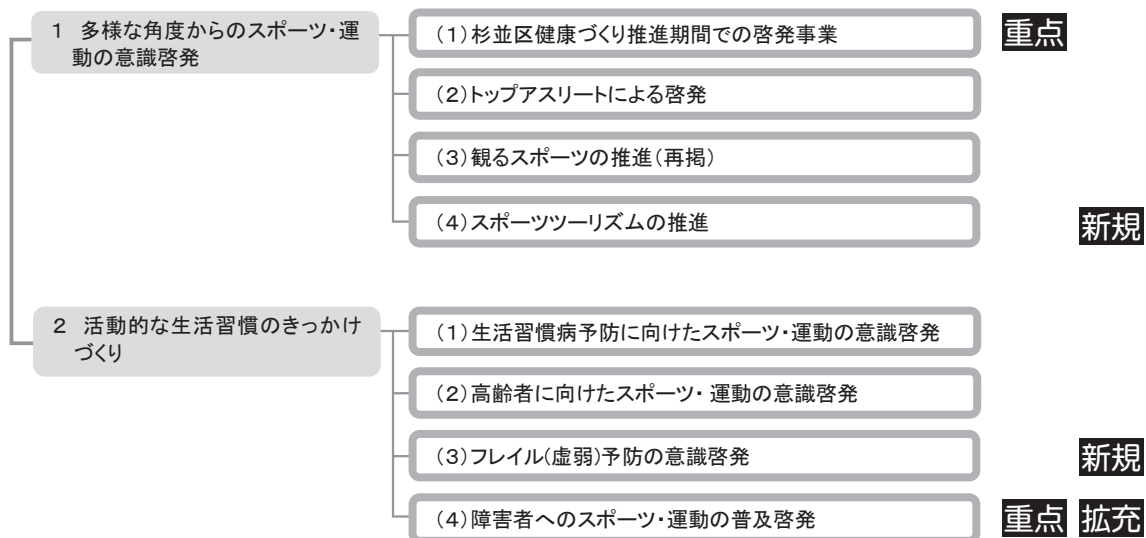 1 多様な角度からのスポーツ・運
動の意識啓発
(1)杉並区健康づくり推進期間での啓発事業
重点
(2)トップアスリートによる啓発
(3)観るスポーツの推進(再掲)
(4)スポーツツーリズムの推進
新規
2 活動的な生活習慣のきっかけ
づくり
(1)生活習慣病予防に向けたスポーツ・運動の意識啓発
(2)高齢者に向けたスポーツ・ 運動の意識啓発
(3)フレイル(虚弱)予防の意識啓発
新規
(4)障害者へのスポーツ・運動の普及啓発
重点 拡充